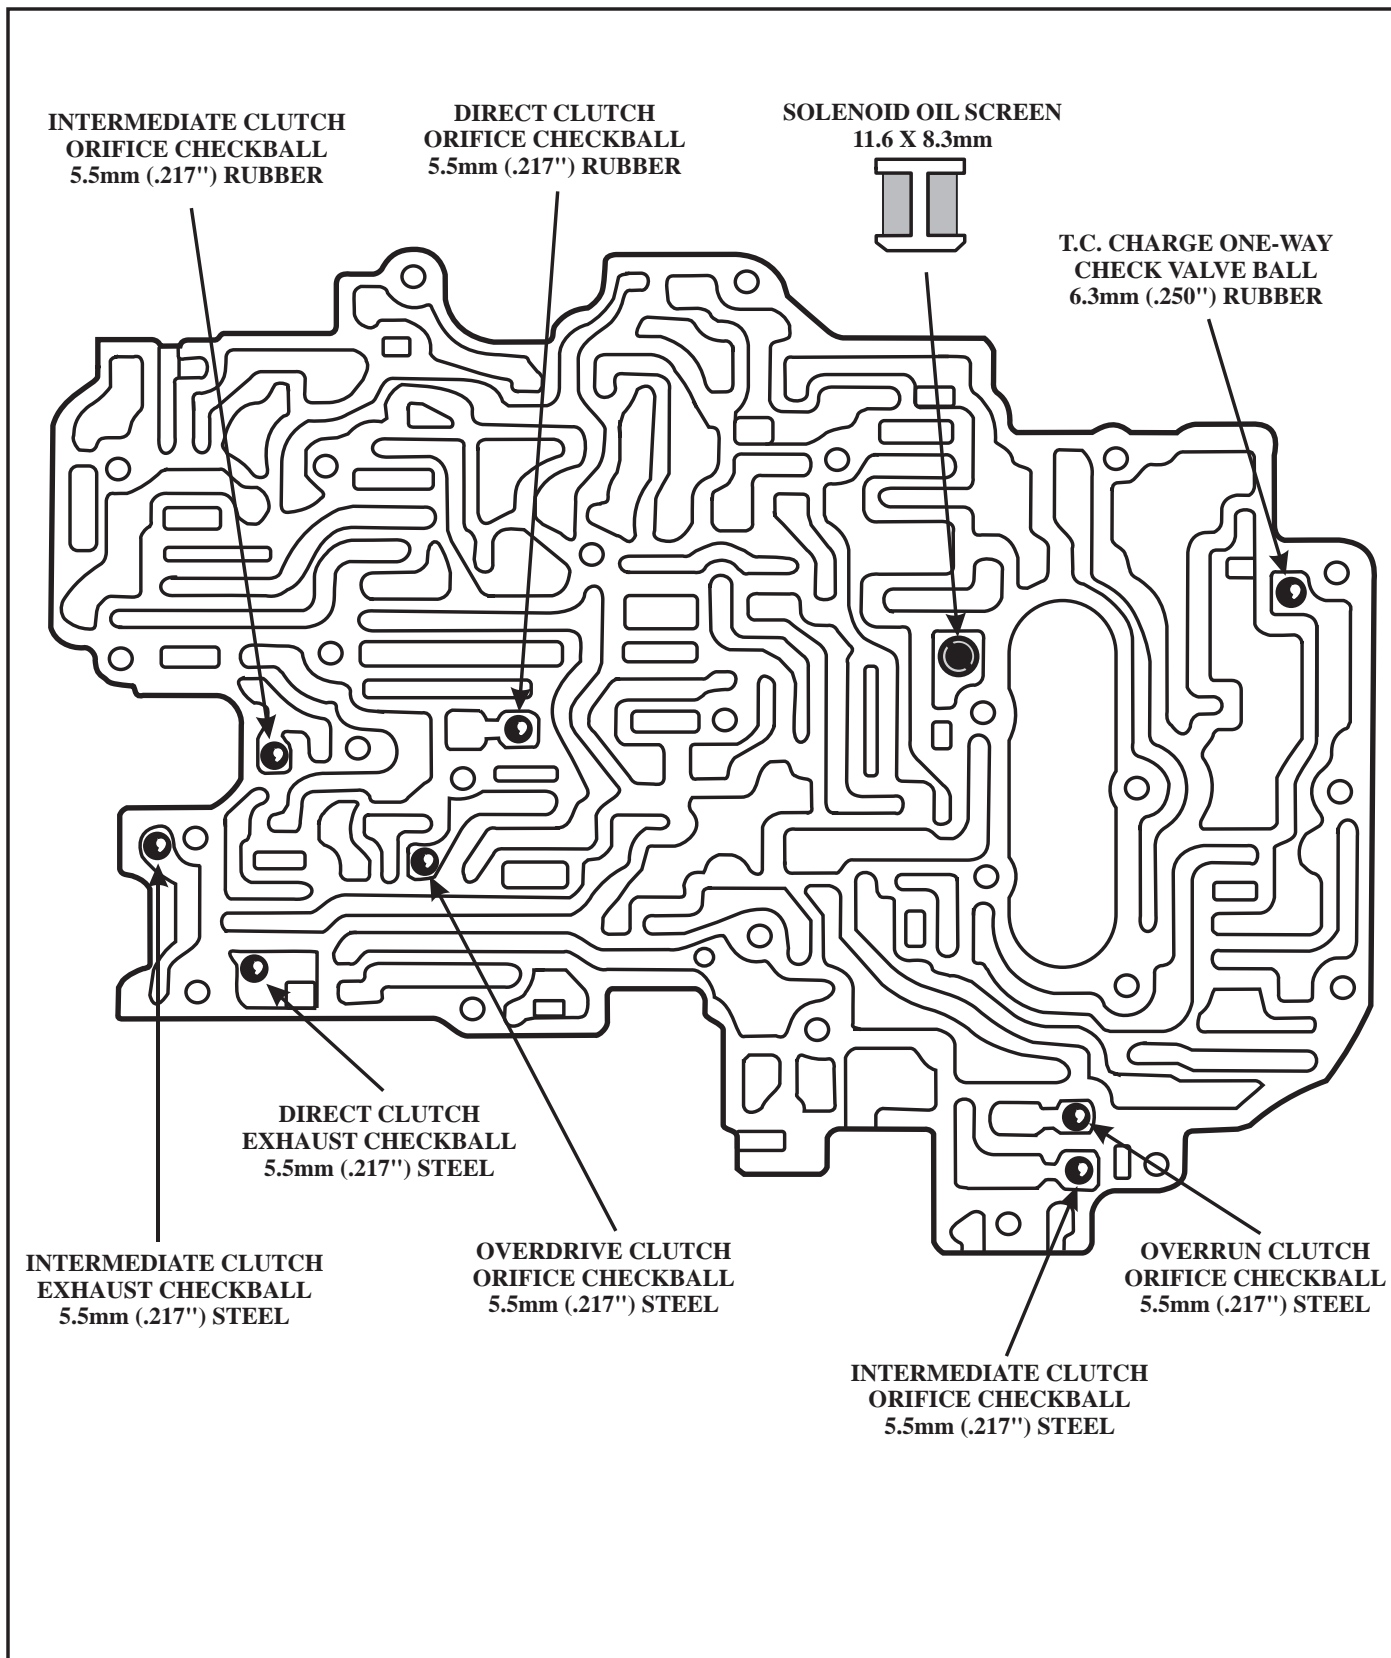 INTERMEDIATE CLUTCH
ORIFICE CHECKBALL
5.5mm (.217") RUBBER
DIRECT CLUTCH
ORIFICE CHECKBALL
5.5mm (.217") RUBBER
SOLENOID OIL SCREEN
11.6 X 8.3mm
T.C. CHARGE ONE-WAY
CHECK VALVE BALL
6.3mm (.250") RUBBER
DIRECT CLUTCH
EXHAUST CHECKBALL
5.5mm (.217") STEEL
INTERMEDIATE CLUTCH
EXHAUST CHECKBALL
5.5mm (.217") STEEL
OVERDRIVE CLUTCH
ORIFICE CHECKBALL
5.5mm (.217") STEEL
OVERRUN CLUTCH
ORIFICE CHECKBALL
5.5mm (.217") STEEL
INTERMEDIATE CLUTCH
ORIFICE CHECKBALL
5.5mm (.217") STEEL